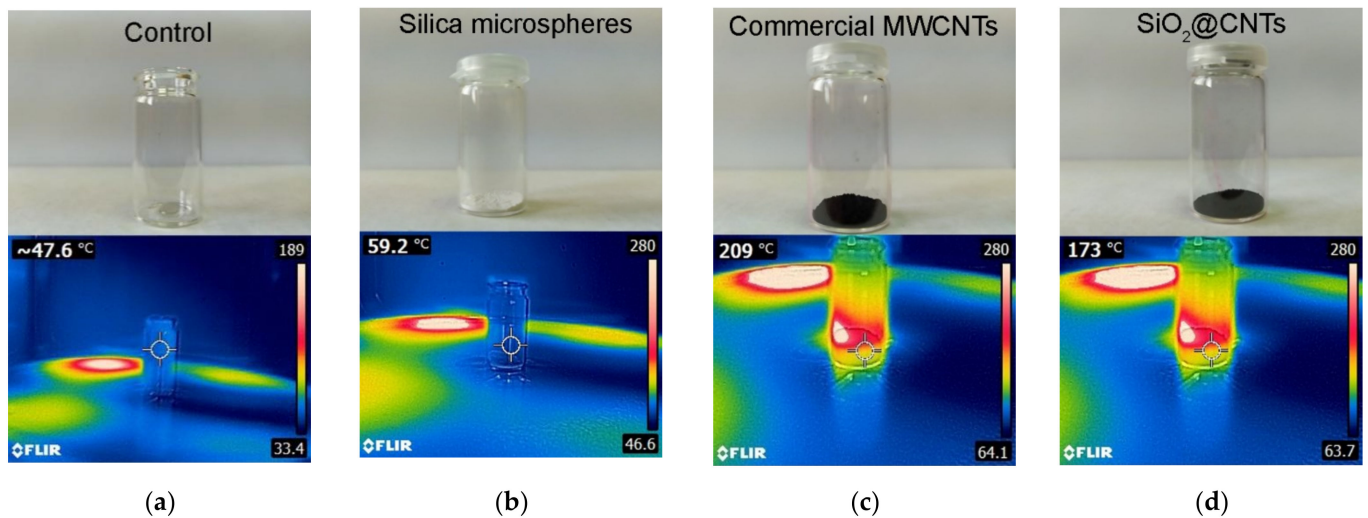 Control
Silica microspheres
Commercial MWCNTs
SiO₂@CNTs
~47.6 °C
189
59.2 °C
280
209 °C
280
173 °C
280
FLIR
33.4
FLIR
46.6
FLIR
64.1
FLIR
63.7
(a)
(b)
(c)
(d)